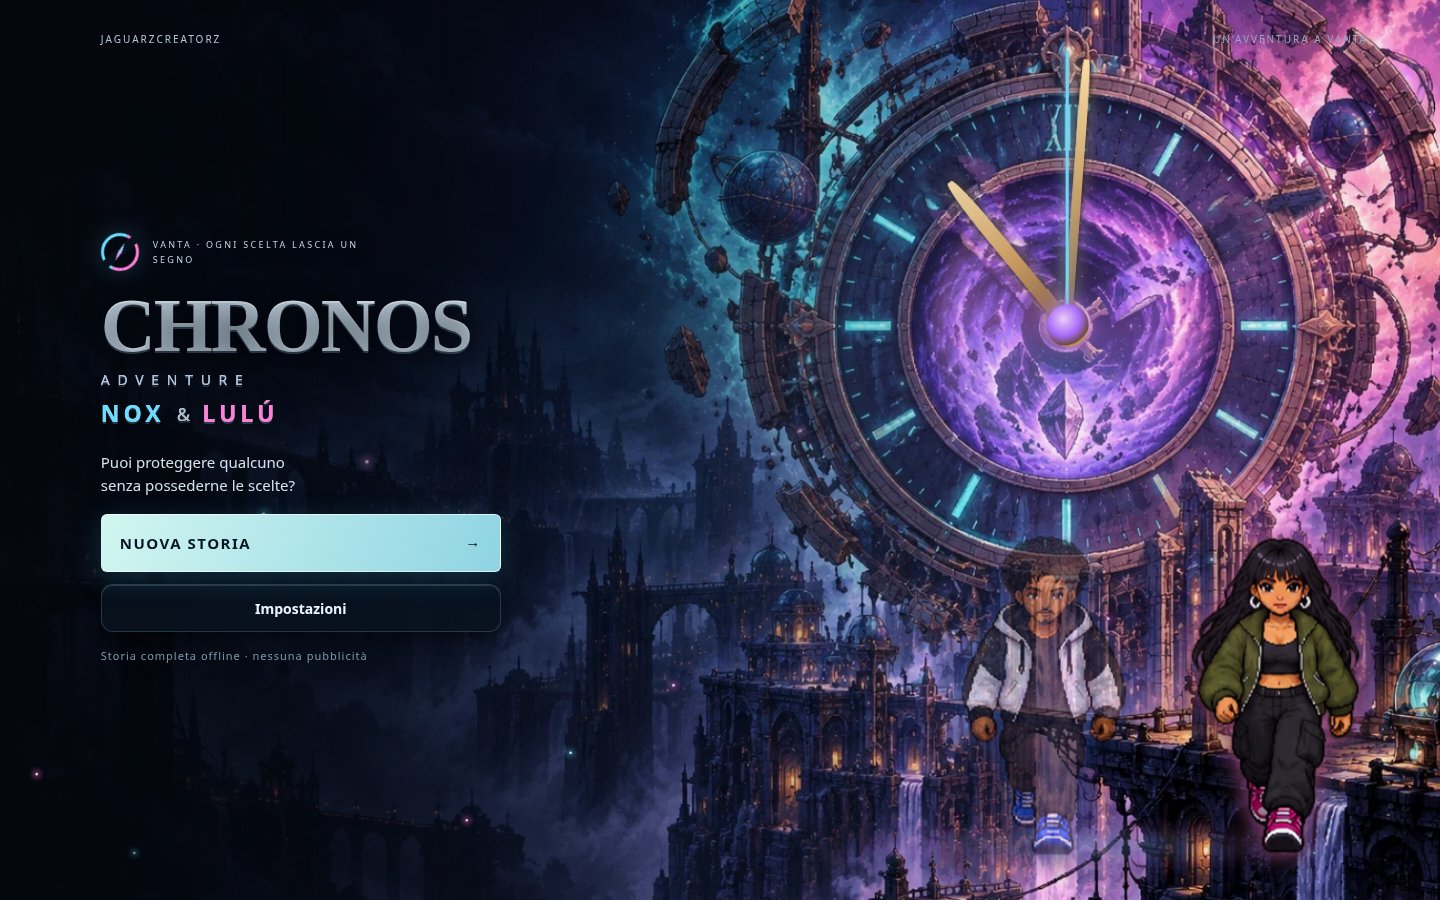 JAGUARZCREATORZ
UN'AVVENTURA A VANTA
XII
VANTA · OGNI SCELTA LASCIA UN
SEGNO
CHRONOS
ADVENTURE
NOX & LULÚ
Puoi proteggere qualcuno
senza possederne le scelte?
NUOVA STORIA →
Impostazioni
Storia completa offline · nessuna pubblicità